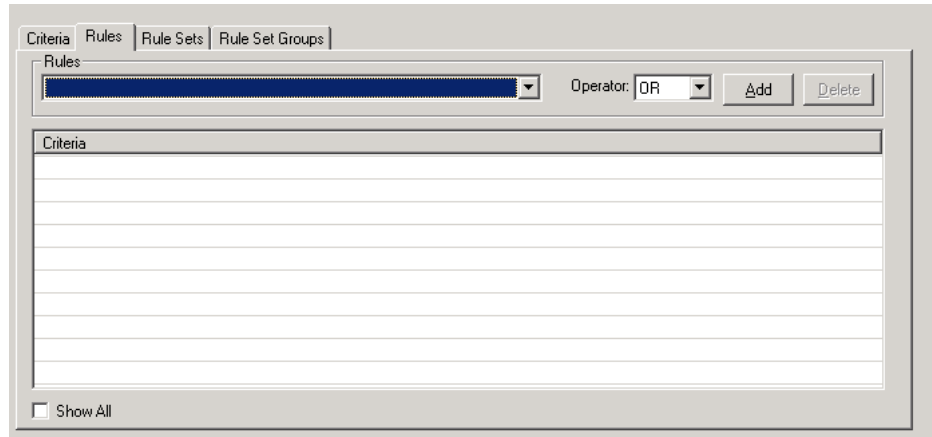 Criteria Rules Rule Sets Rule Set Groups
Rules
Operator: OR Add Delete
Criteria
Show All